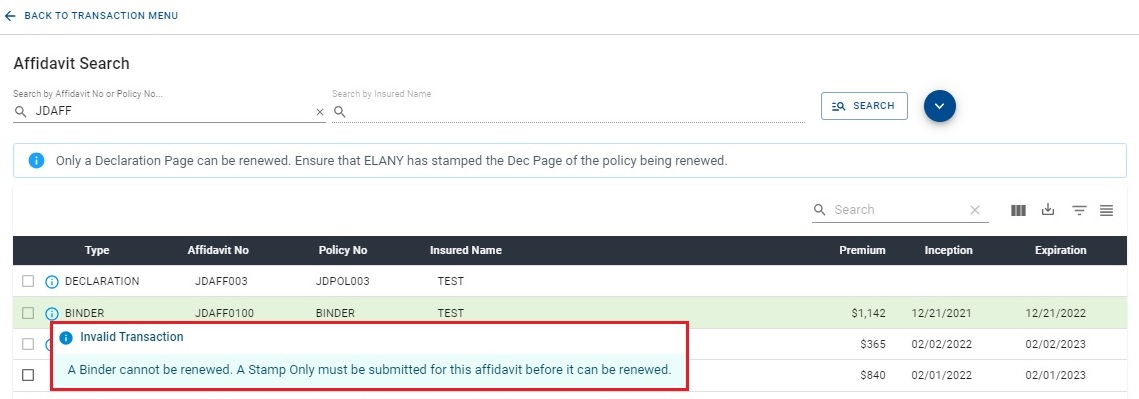 BACK TO TRANSACTION MENU
Affidavit Search
Search by Affidavit No or Policy No...
Search by Insured Name
JDAFF
SEARCH
Only a Declaration Page can be renewed. Ensure that ELANY has stamped the Dec Page of the policy being renewed.
Search
Type Affidavit No Policy No Insured Name Premium Inception Expiration
DECLARATION JDAFF003 JDPOL003 TEST
BINDER JDAFF0100 BINDER TEST $1,142 12/21/2021 12/21/2022
Invalid Transaction
$365 02/02/2022 02/02/2023
A Binder cannot be renewed. A Stamp Only must be submitted for this affidavit before it can be renewed.
$840 02/01/2022 02/01/2023